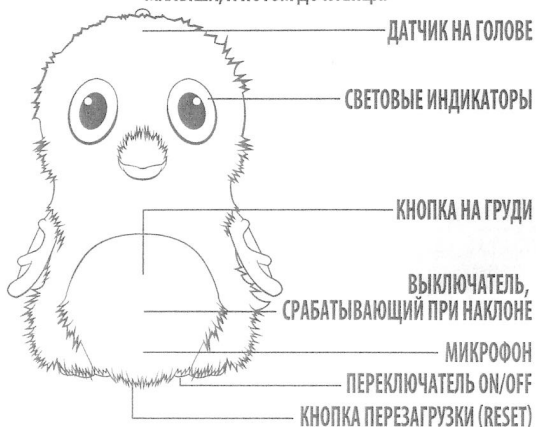 ДАТЧИК НА ГОЛОВЕ
СВЕТОВЫЕ ИНДИКАТОРЫ
КНОПКА НА ГРУДИ
ВЫКЛЮЧАТЕЛЬ,
СРАБАТЫВАЮЩИЙ ПРИ НАКЛОНЕ
МИКРОФОН
ПЕРЕКЛЮЧАТЕЛЬ ON/OFF
КНОПКА ПЕРЕЗАГРУЗКИ (RESET)